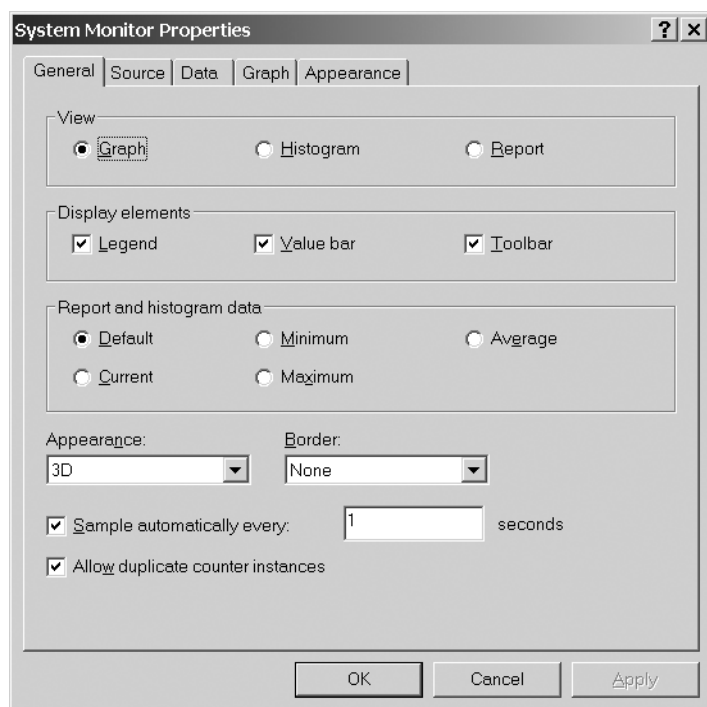 System Monitor Properties
General Source Data Graph Appearance
View
Graph Histogram Report
Display elements
Legend Value bar Toolbar
Report and histogram data
Default Minimum Average
Current Maximum
Appearance: Border:
3D None
Sample automatically every: 1 seconds
Allow duplicate counter instances
OK Cancel Apply